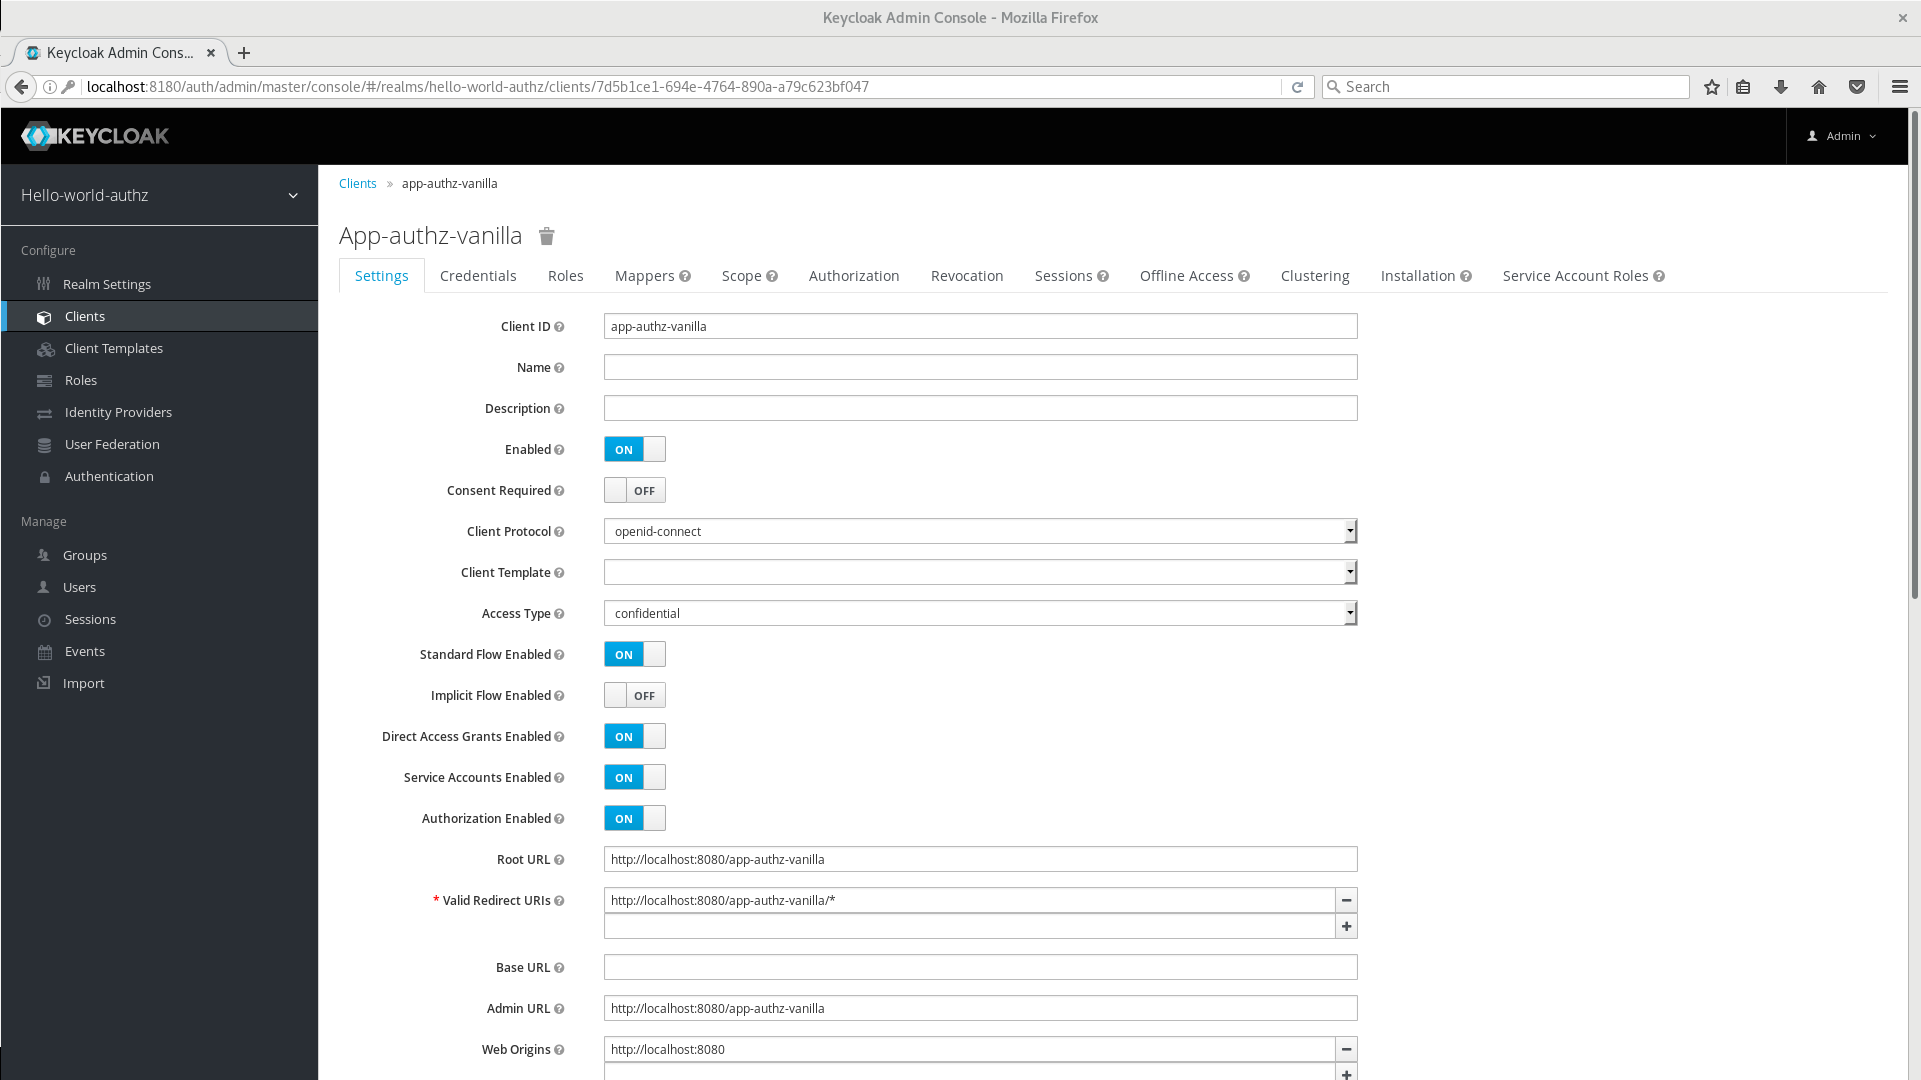 Keycloak Admin Console - Mozilla Firefox
Keycloak Admin Cons...
localhost:8180/auth/admin/master/console/#/realms/hello-world-authz/clients/7d5b1ce1-694e-4764-890a-a79c623bf047
Search
KEYCLOAK
Admin
Hello-world-authz
Configure
Realm Settings
Clients
Client Templates
Roles
Identity Providers
User Federation
Authentication
Manage
Groups
Users
Sessions
Events
Import
Clients » app-authz-vanilla
App-authz-vanilla
Settings Credentials Roles Mappers Scope Authorization Revocation Sessions Offline Access Clustering Installation Service Account Roles
Client ID app-authz-vanilla
Name
Description
Enabled ON
Consent Required OFF
Client Protocol openid-connect
Client Template
Access Type confidential
Standard Flow Enabled ON
Implicit Flow Enabled OFF
Direct Access Grants Enabled ON
Service Accounts Enabled ON
Authorization Enabled ON
Root URL http://localhost:8080/app-authz-vanilla
* Valid Redirect URIs http://localhost:8080/app-authz-vanilla/*
Base URL
Admin URL http://localhost:8080/app-authz-vanilla
Web Origins http://localhost:8080